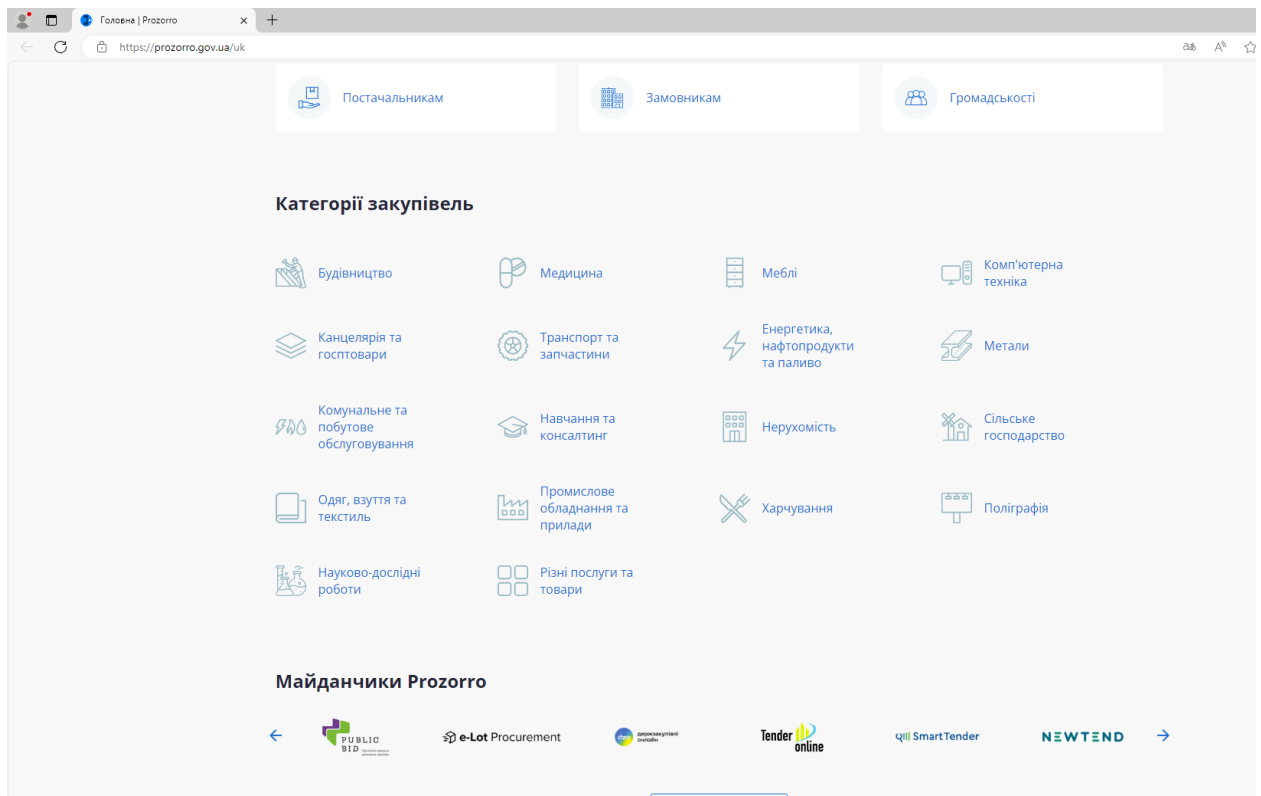 Головна | Prozorro
https://prozorro.gov.ua/uk
Постачальникам
Замовникам
Громадськості
Категорії закупівель
Будівництво
Медицина
Меблі
Комп'ютерна
техніка
Канцелярія та
госптовари
Транспорт та
запчастини
Енергетика,
нафтопродукти
та паливо
Метали
Комунальне та
побутове
обслуговування
Навчання та
консалтинг
Нерухомість
Сільське
господарство
Одяг, взуття та
текстиль
Промислове
обладнання та
прилади
Харчування
Поліграфія
Науково-дослідні
роботи
Різні послуги та
товари
Майданчики Prozorro
PUBLIC
BID
e-Lot Procurement
dzo
держзакупівлі
онлайн
Tender
online
SmartTender
NEWTEND